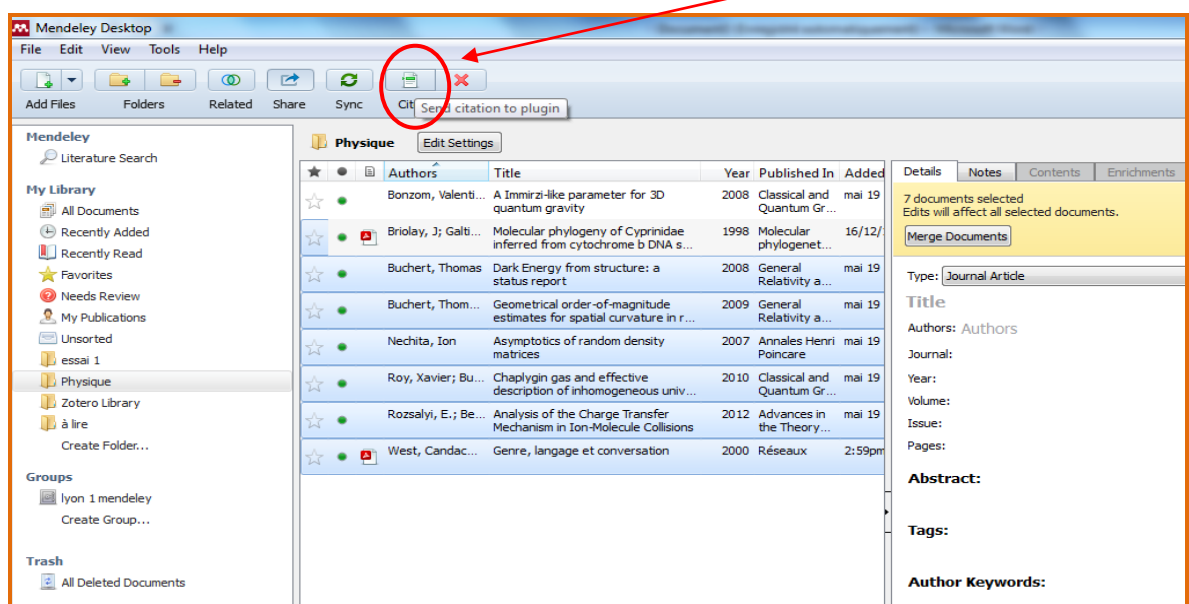 Mendeley Desktop
File Edit View Tools Help
Add Files Folders Related Share Sync Cit
Send citation to plugin
Mendeley
Literature Search
My Library
All Documents
Recently Added
Recently Read
Favorites
Needs Review
My Publications
Unsorted
essai 1
Physique
Zotero Library
à lire
Create Folder...
Groups
lyon 1 mendeley
Create Group...
Trash
All Deleted Documents
Physique Edit Settings
Authors Title Year Published In Added
Bonzom, Valenti... A Immirzi-like parameter for 3D 2008 Classical and mai 19
quantum gravity Quantum Gr...
Briolay, J; Galti... Molecular phylogeny of Cyprinidae 1998 Molecular 16/12/
inferred from cytochrome b DNA s... phylogenet...
Buchert, Thomas Dark Energy from structure: a 2008 General mai 19
status report Relativity a...
Buchert, Thom... Geometrical order-of-magnitude 2009 General mai 19
estimates for spatial curvature in r... Relativity a...
Nechita, Ion Asymptotics of random density 2007 Annales Henri mai 19
matrices Poincare
Roy, Xavier; Bu... Chaplygin gas and effective 2010 Classical and mai 19
description of inhomogeneous univ... Quantum Gr...
Rozsalyi, E.; Be... Analysis of the Charge Transfer 2012 Advances in mai 19
Mechanism in Ion-Molecule Collisions the Theory...
West, Candac... Genre, langage et conversation 2000 Réseaux 2:59pm
Details Notes Contents Enrichments
7 documents selected
Edits will affect all selected documents.
Merge Documents
Type: Journal Article
Title
Authors: Authors
Journal:
Year:
Volume:
Issue:
Pages:
Abstract:
Tags:
Author Keywords: